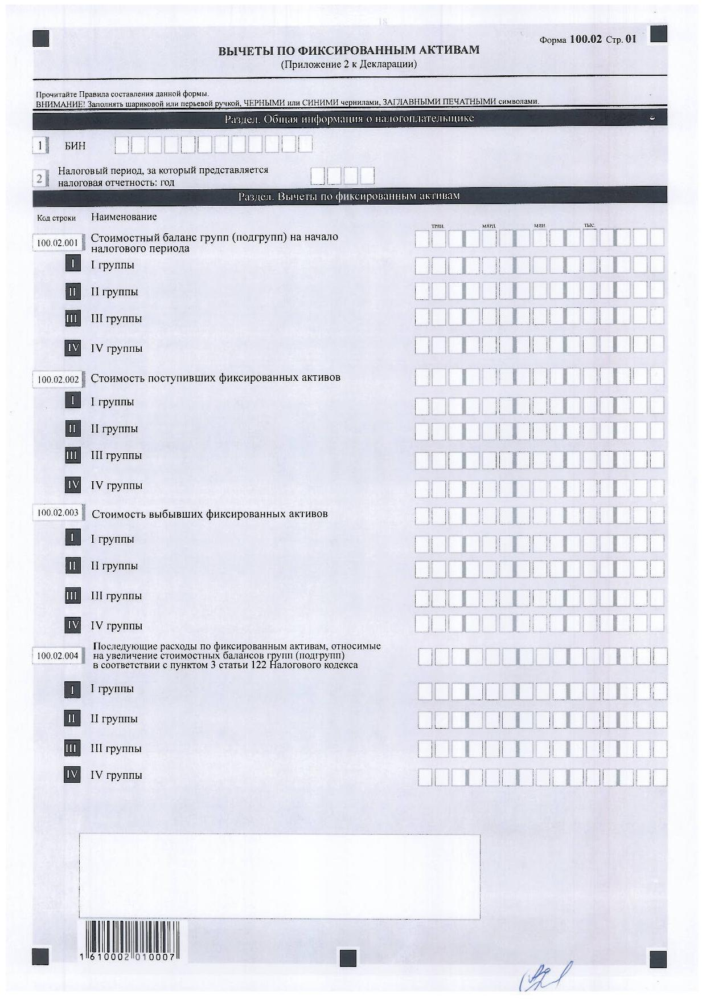 Форма 100.02 Стр. 01
ВЫЧЕТЫ ПО ФИКСИРОВАННЫМ АКТИВАМ
(Приложение 2 к Декларации)
Прочитайте Правила составления данной формы.
ВНИМАНИЕ! Заполнять шариковой или перьевой ручкой, ЧЕРНЫМИ или СИНИМИ чернилами, ЗАГЛАВНЫМИ ПЕЧАТНЫМИ символами.
Раздел. Общая информация о налогоплательщике
1 БИН
2 Налоговый период, за который представляется
налоговая отчетность: год
Раздел. Вычеты по фиксированным активам
Код строки Наименование
трлн. млрд. млн. тыс.
100.02.001 Стоимостный баланс групп (подгрупп) на начало
налогового периода
I I группы
II II группы
III III группы
IV IV группы
100.02.002 Стоимость поступивших фиксированных активов
I I группы
II II группы
III III группы
IV IV группы
100.02.003 Стоимость выбывших фиксированных активов
I I группы
II II группы
III III группы
IV IV группы
100.02.004 Последующие расходы по фиксированным активам, относимые
на увеличение стоимостных балансов групп (подгрупп)
в соответствии с пунктом 3 статьи 122 Налогового кодекса
I I группы
II II группы
III III группы
IV IV группы
1 610002 010007